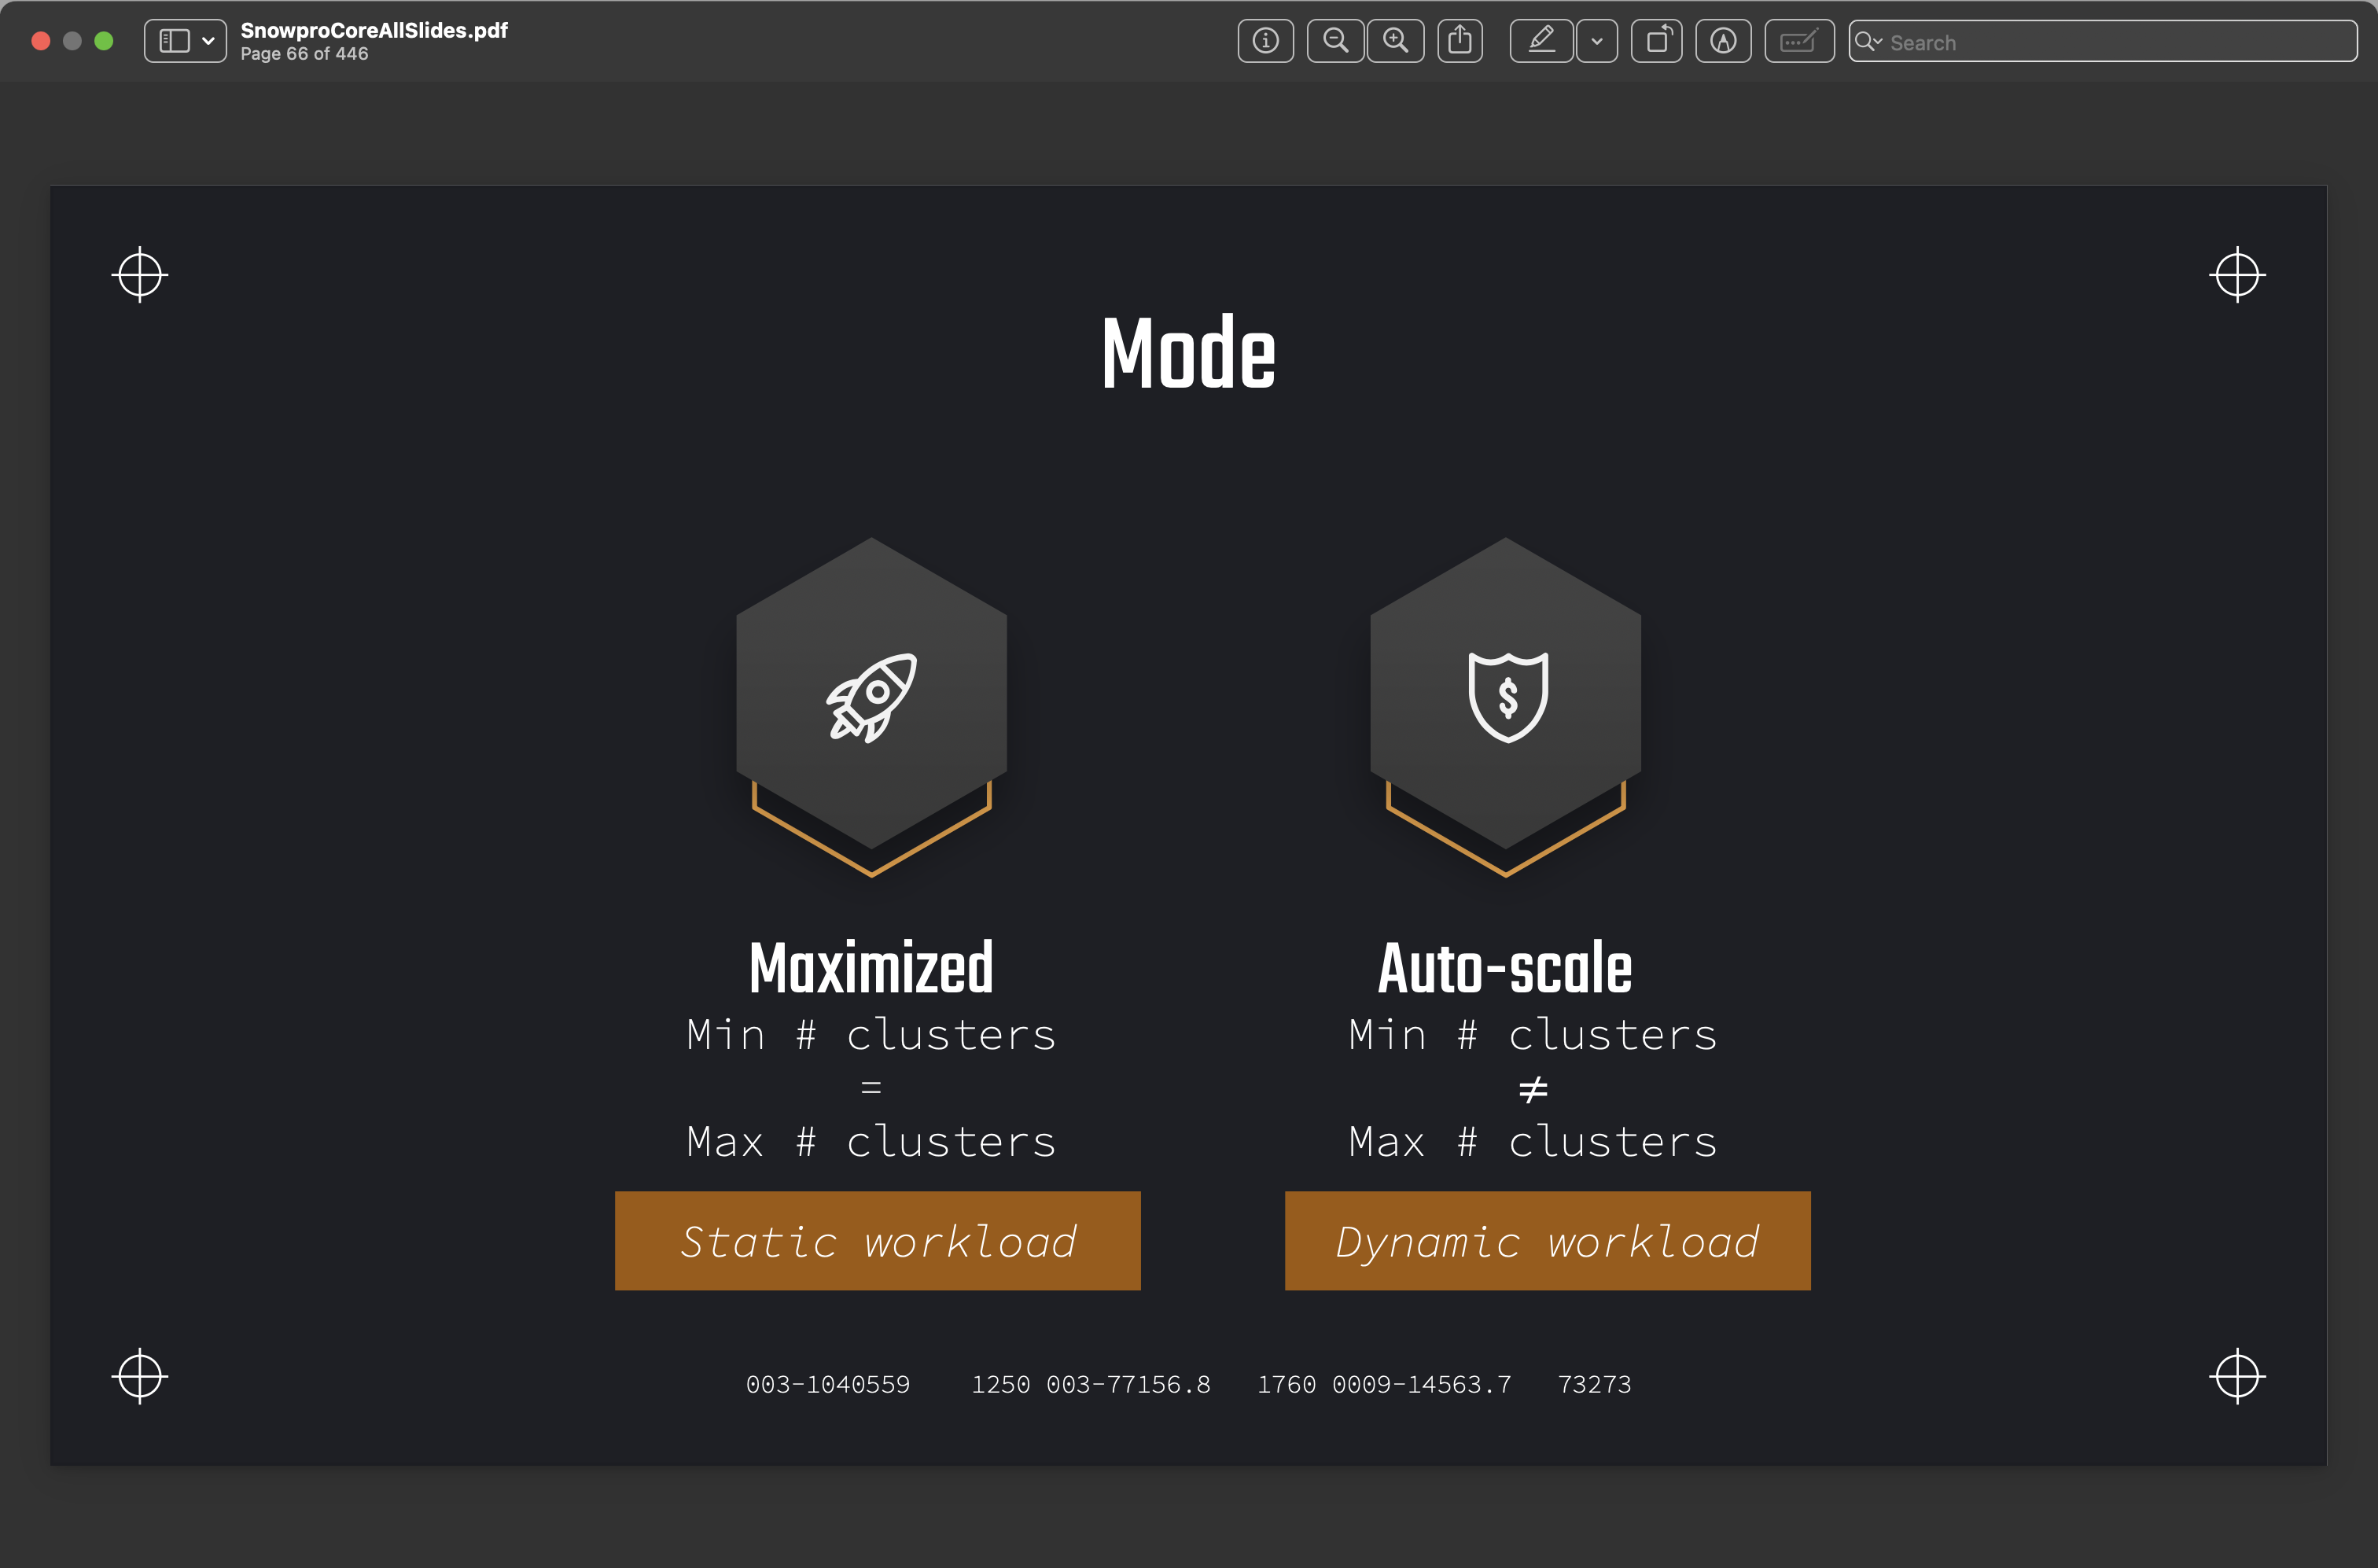 SnowproCoreAllSlides.pdf
Page 66 of 446
Search
Mode
Maximized
Min # clusters
=
Max # clusters
Static workload
Auto-scale
Min # clusters
≠
Max # clusters
Dynamic workload
003-1040559 1250 003-77156.8 1760 0009-14563.7 73273